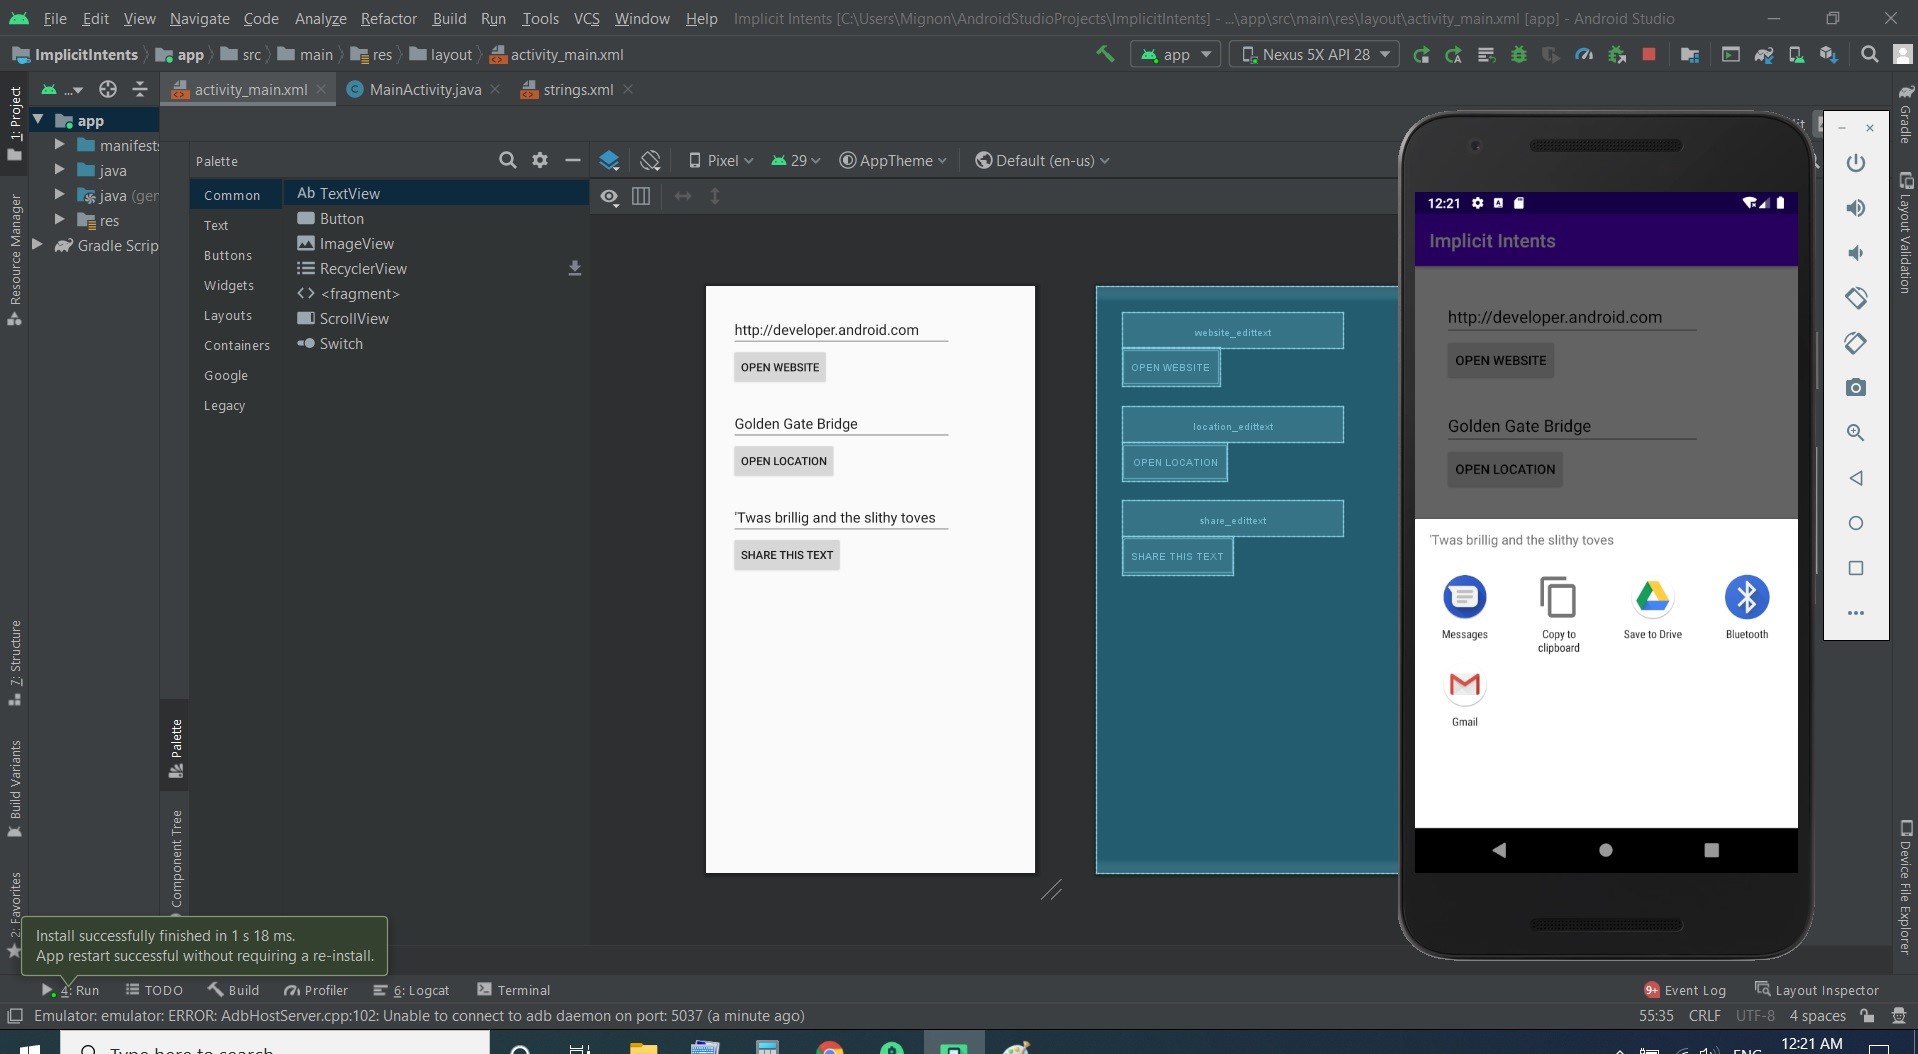 File Edit View Navigate Code Analyze Refactor Build Run Tools VCS Window Help Implicit Intents [C:\Users\Mignon\AndroidStudioProjects\ImplicitIntents] - ...\app\src\main\res\layout\activity_main.xml [app] - Android Studio
ImplicitIntents app src main res layout activity_main.xml app Nexus 5X API 28
... activity_main.xml MainActivity.java strings.xml
1: Project
Resource Manager
7: Structure
Build Variants
2: Favorites
app
manifests
java
java (gen
res
Gradle Scrip
Palette
Common
Text
Buttons
Widgets
Layouts
Containers
Google
Legacy
Ab TextView
Button
ImageView
RecyclerView
<fragment>
ScrollView
Switch
Palette
Component Tree
Pixel 29 AppTheme Default (en-us)
http://developer.android.com
OPEN WEBSITE
Golden Gate Bridge
OPEN LOCATION
'Twas brillig and the slithy toves
SHARE THIS TEXT
website_edittext
OPEN WEBSITE
location_edittext
OPEN LOCATION
share_edittext
SHARE THIS TEXT
12:21
Implicit Intents
http://developer.android.com
OPEN WEBSITE
Golden Gate Bridge
OPEN LOCATION
'Twas brillig and the slithy toves
Messages
Copy to
clipboard
Save to Drive
Bluetooth
Gmail
Gradle
Layout Validation
Device File Explorer
Install successfully finished in 1 s 18 ms.
App restart successful without requiring a re-install.
4: Run TODO Build Profiler 6: Logcat Terminal 9+ Event Log Layout Inspector
Emulator: emulator: ERROR: AdbHostServer.cpp:102: Unable to connect to adb daemon on port: 5037 (a minute ago) 55:35 CRLF UTF-8 4 spaces
Type here to search ENG 12:21 AM